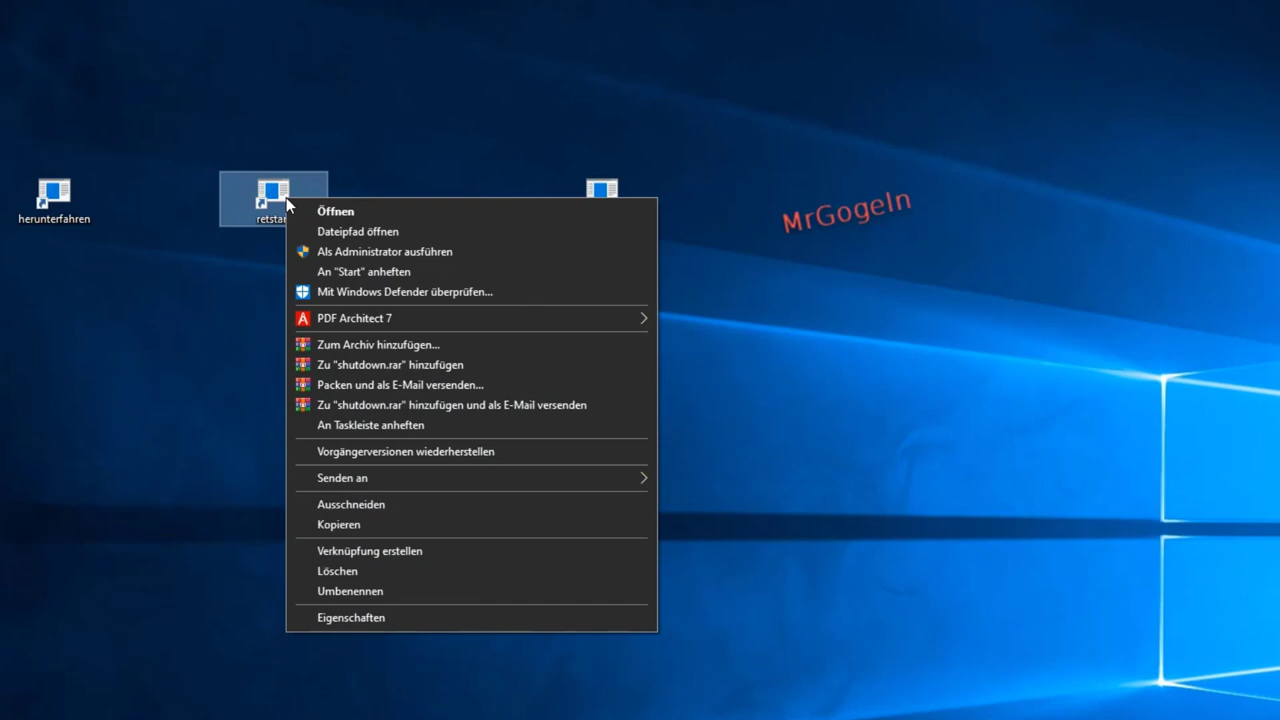 MrGogeln
herunterfahren
Öffnen
Dateipfad öffnen
Als Administrator ausführen
An "Start" anheften
Mit Windows Defender überprüfen...
PDF Architect 7
Zum Archiv hinzufügen...
Zu "shutdown.rar" hinzufügen
Packen und als E-Mail versenden...
Zu "shutdown.rar" hinzufügen und als E-Mail versenden
An Taskleiste anheften
Vorgängerversionen wiederherstellen
Senden an
Ausschneiden
Kopieren
Verknüpfung erstellen
Löschen
Umbenennen
Eigenschaften